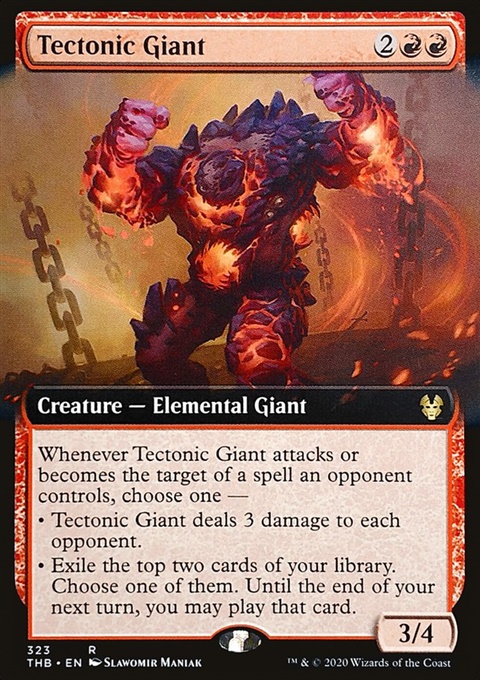 Tectonic Giant 2
Creature — Elemental Giant
Whenever Tectonic Giant attacks or
becomes the target of a spell an opponent
controls, choose one —
• Tectonic Giant deals 3 damage to each
opponent.
• Exile the top two cards of your library.
Choose one of them. Until the end of your
next turn, you may play that card.
3/4
323 R
THB • EN Slawomir Maniak
™ & © 2020 Wizards of the Coast